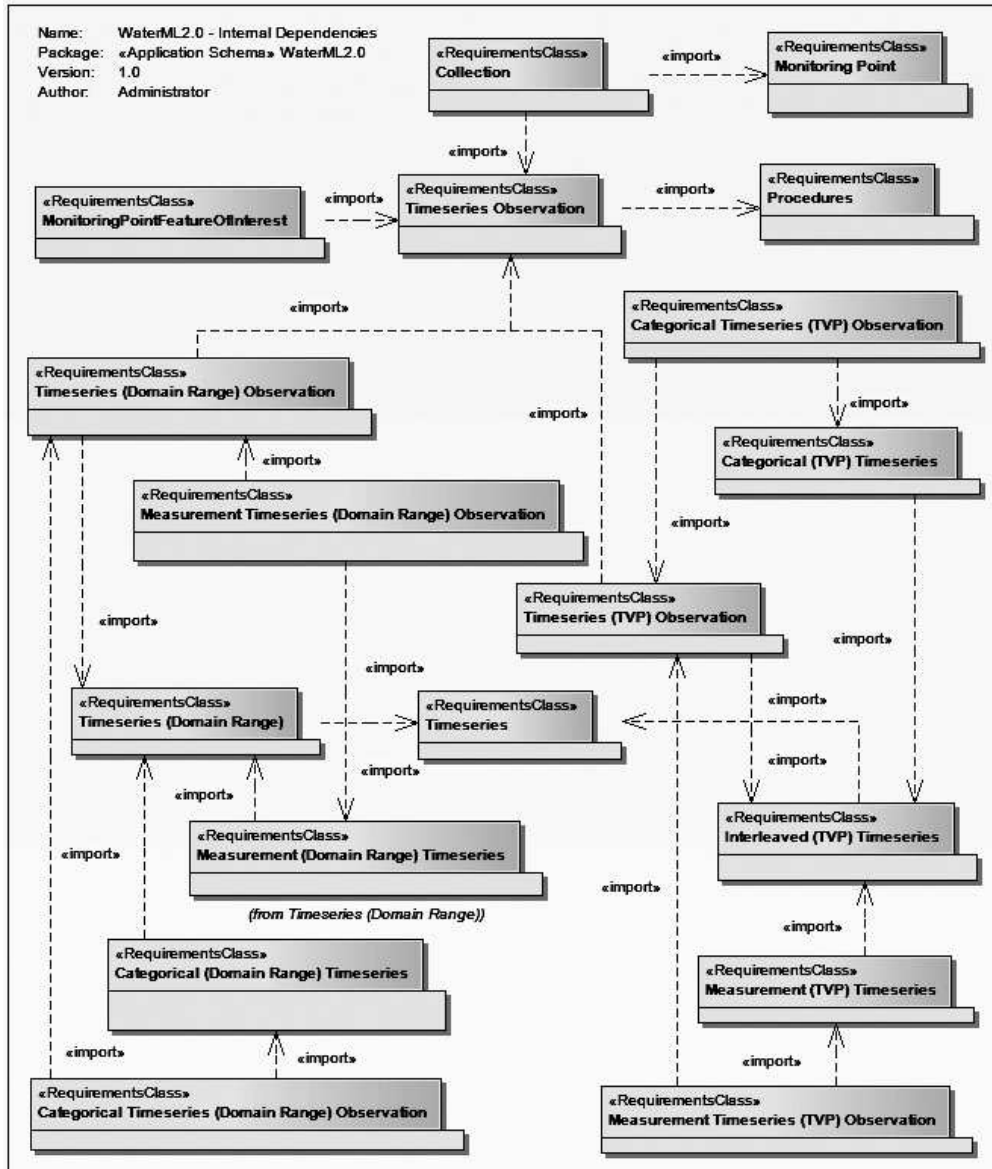 Name: WaterML2.0 - Internal Dependencies
Package: «Application Schema» WaterML2.0
Version: 1.0
Author: Administrator
«RequirementsClass»
Collection
«import»
«RequirementsClass»
Monitoring Point
«import»
«RequirementsClass»
MonitoringPointFeatureOfInterest
«import»
«RequirementsClass»
Timeseries Observation
«import»
«RequirementsClass»
Procedures
«import»
«RequirementsClass»
Categorical Timeseries (TVP) Observation
«RequirementsClass»
Timeseries (Domain Range) Observation
«import»
«import»
«import»
«import»
«RequirementsClass»
Categorical (TVP) Timeseries
«RequirementsClass»
Measurement Timeseries (Domain Range) Observation
«import»
«import»
«RequirementsClass»
Timeseries (TVP) Observation
«import»
«RequirementsClass»
Timeseries (Domain Range)
«import»
«RequirementsClass»
Timeseries
«import»
«import»
«import»
«import»
«RequirementsClass»
Measurement (Domain Range) Timeseries
(from Timeseries (Domain Range))
«RequirementsClass»
Interleaved (TVP) Timeseries
«import»
«import»
«import»
«import»
«RequirementsClass»
Categorical (Domain Range) Timeseries
«RequirementsClass»
Measurement (TVP) Timeseries
«import»
«import»
«import»
«RequirementsClass»
Categorical Timeseries (Domain Range) Observation
«RequirementsClass»
Measurement Timeseries (TVP) Observation